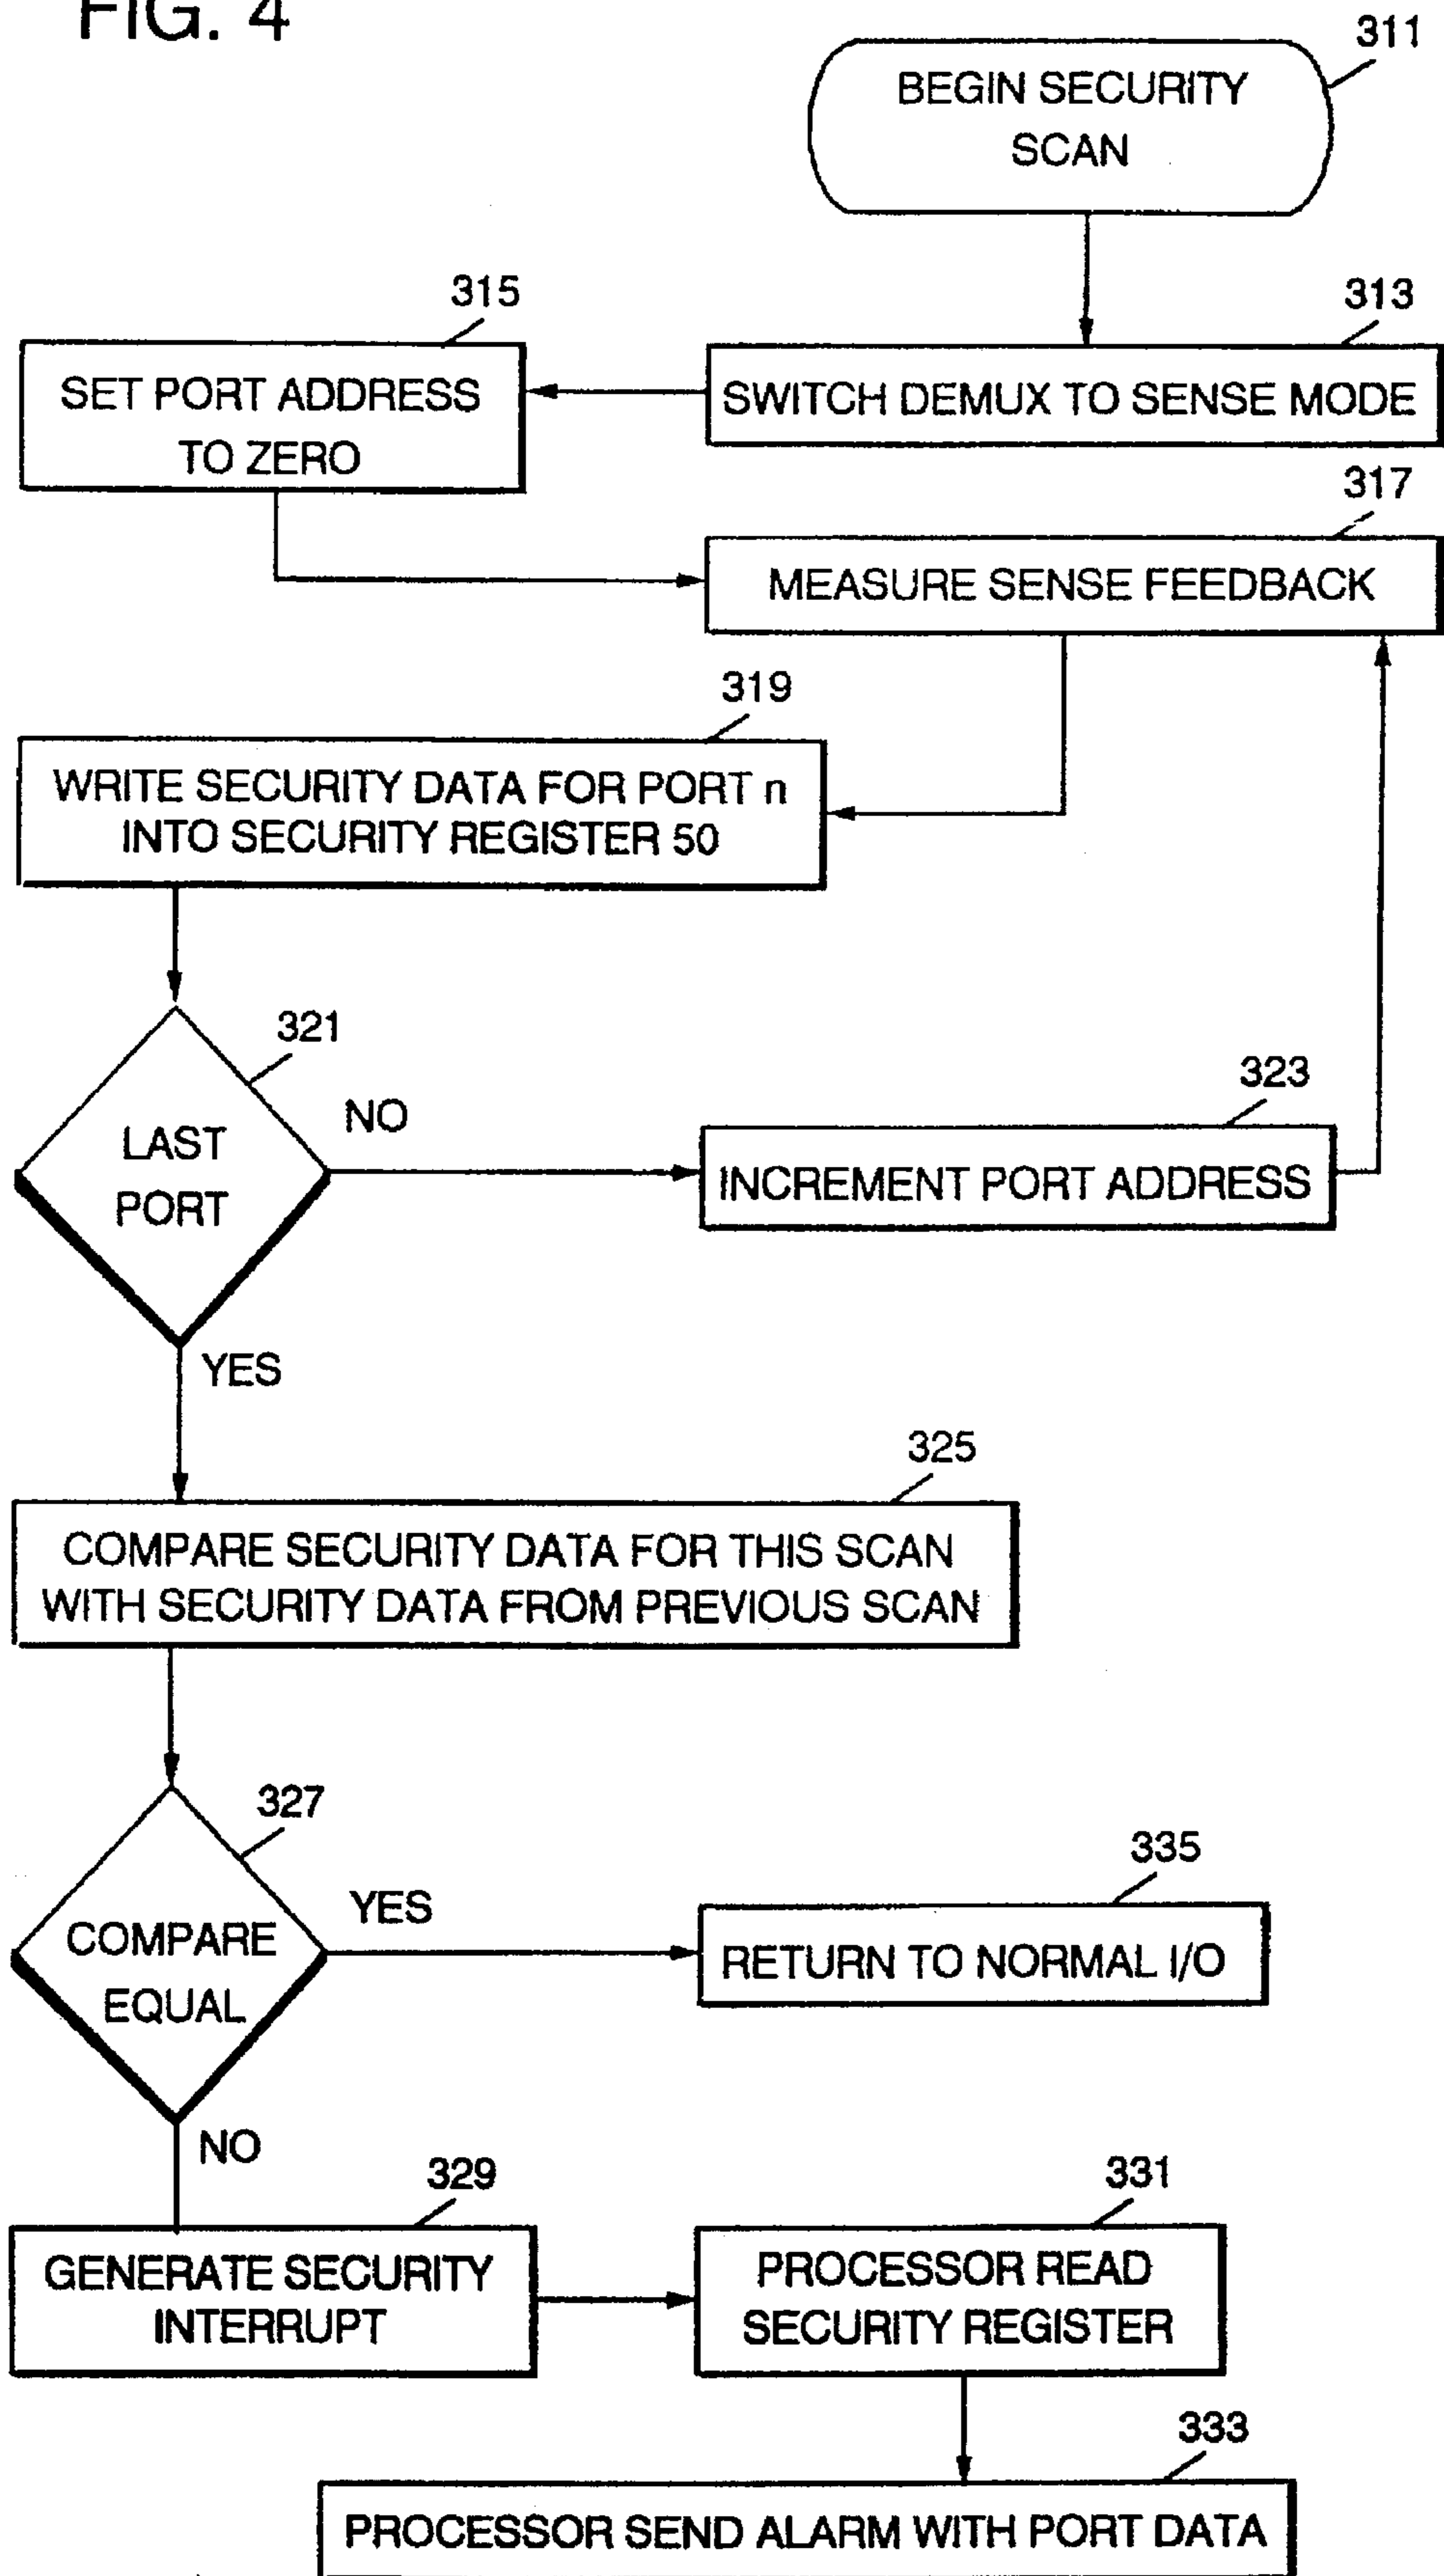 FIG. 4
311
BEGIN SECURITY
SCAN
313
SWITCH DEMUX TO SENSE MODE
315
SET PORT ADDRESS
TO ZERO
317
MEASURE SENSE FEEDBACK
319
WRITE SECURITY DATA FOR PORT n
INTO SECURITY REGISTER 50
321
LAST
PORT
NO
323
INCREMENT PORT ADDRESS
YES
325
COMPARE SECURITY DATA FOR THIS SCAN
WITH SECURITY DATA FROM PREVIOUS SCAN
327
COMPARE
EQUAL
YES
335
RETURN TO NORMAL I/O
NO
329
GENERATE SECURITY
INTERRUPT
331
PROCESSOR READ
SECURITY REGISTER
333
PROCESSOR SEND ALARM WITH PORT DATA